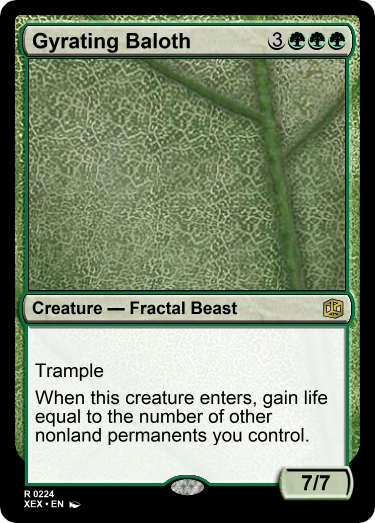 Gyrating Baloth 3
Creature — Fractal Beast
Trample
When this creature enters, gain life
equal to the number of other
nonland permanents you control.
7/7
R 0224
XEX • EN